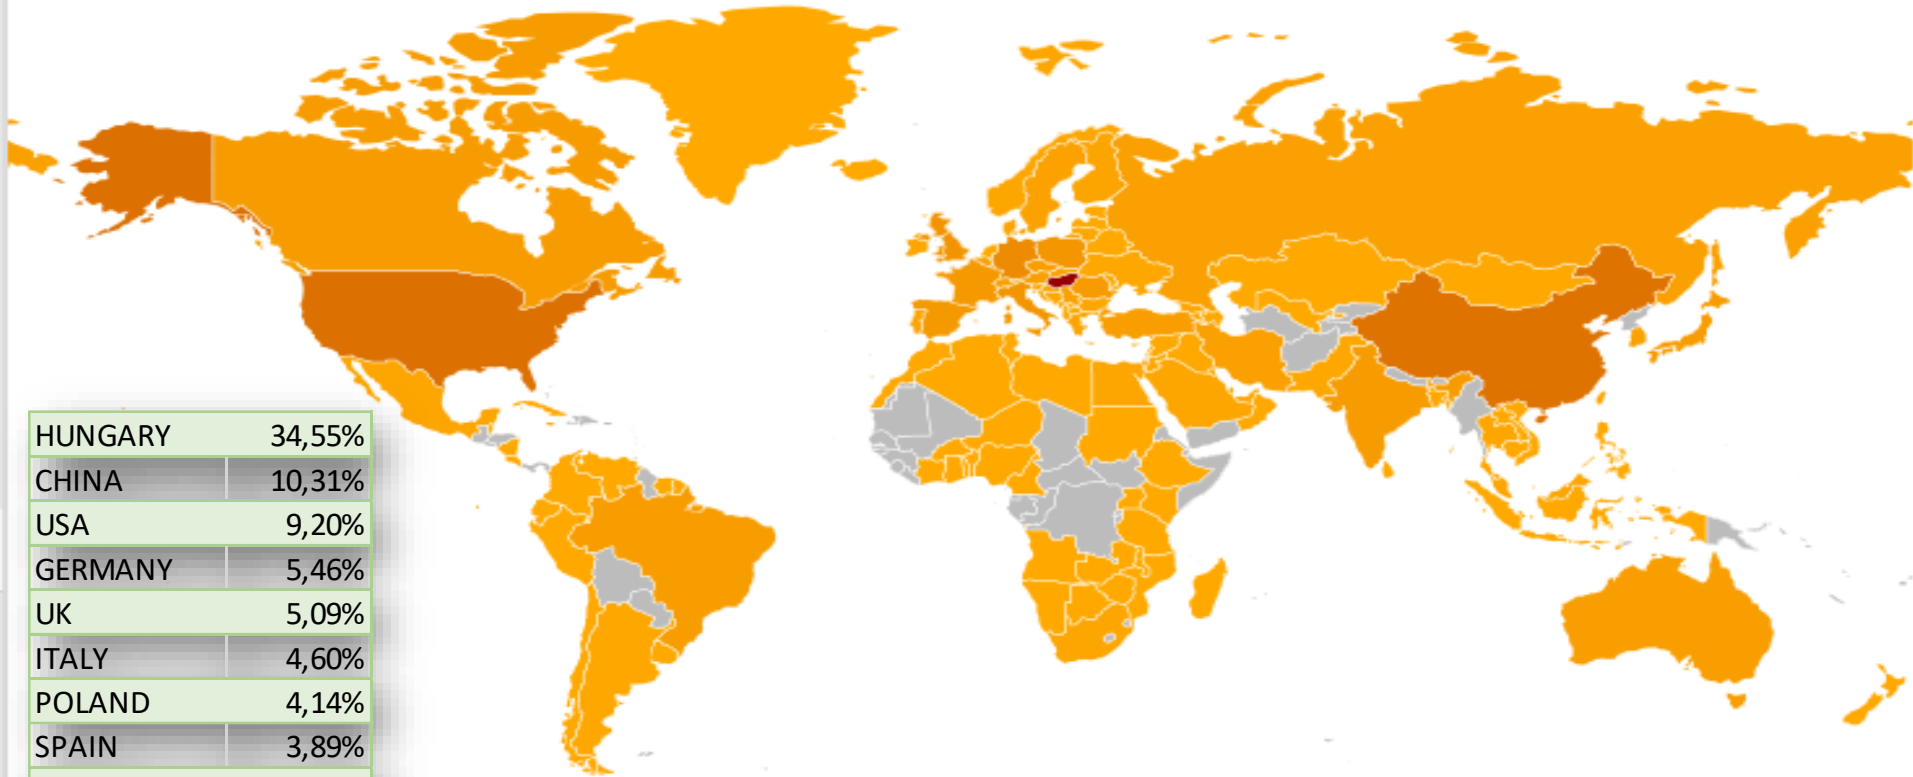 HUNGARY 34,55%
CHINA 10,31%
USA 9,20%
GERMANY 5,46%
UK 5,09%
ITALY 4,60%
POLAND 4,14%
SPAIN 3,89%